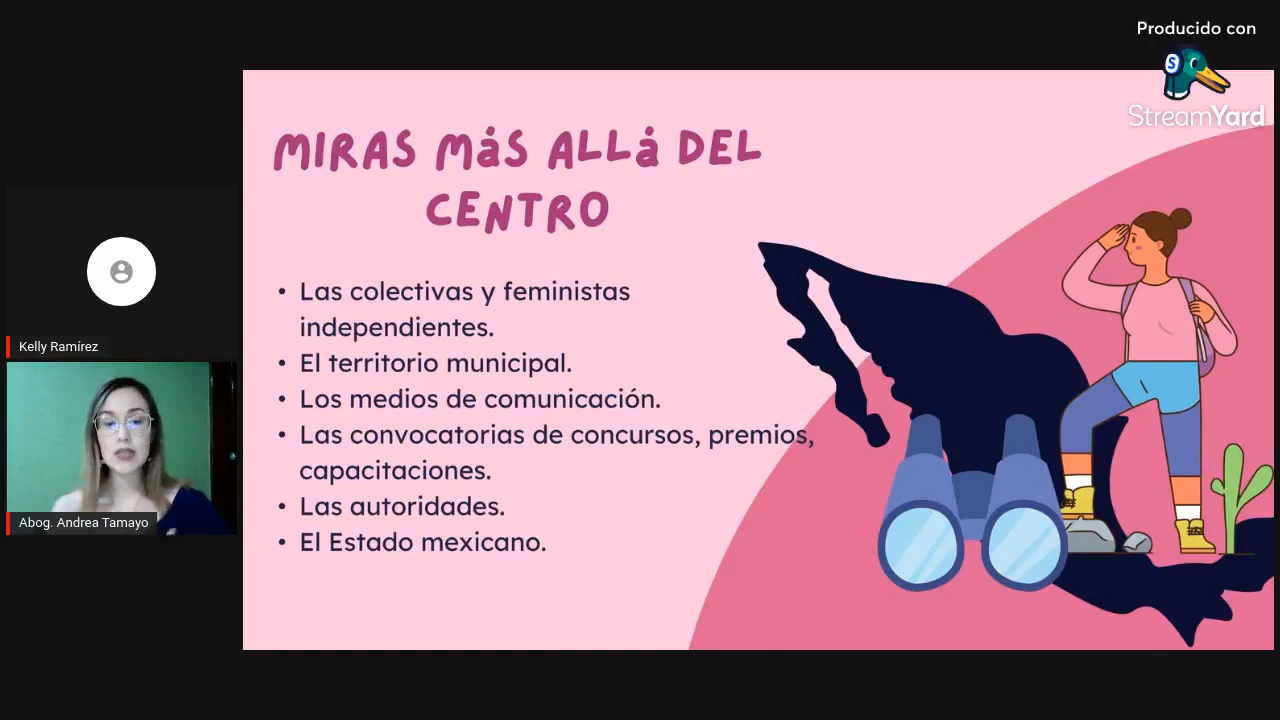 Producido con
S
StreamYard
MIRAS Más ALLá DEL
CENTRO
• Las colectivas y feministas
independientes.
• El territorio municipal.
• Los medios de comunicación.
• Las convocatorias de concursos, premios,
capacitaciones.
• Las autoridades.
• El Estado mexicano.
Kelly Ramírez
Abog. Andrea Tamayo